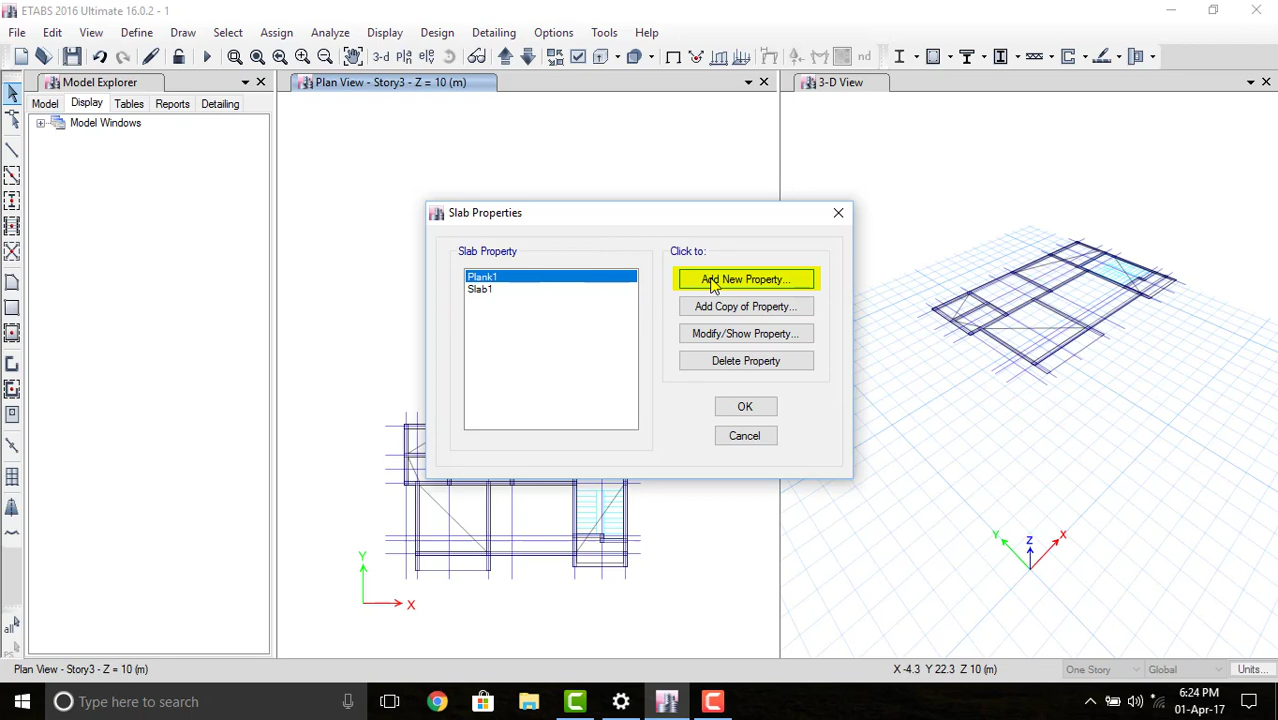 ETABS 2016 Ultimate 16.0.2 - 1
File Edit View Define Draw Select Assign Analyze Display Design Detailing Options Tools Help
3-d
Model Explorer
Plan View - Story3 - Z = 10 (m)
3-D View
Model Display Tables Reports Detailing
Model Windows
Slab Properties
Slab Property
Click to:
Plank1
Slab1
Add New Property...
Add Copy of Property...
Modify/Show Property...
Delete Property
OK
Cancel
Y
X
Y
Z
X
all
Plan View - Story3 - Z = 10 (m)
X -4.3 Y 22.3 Z 10 (m)
One Story
Global
Units...
Type here to search
6:24 PM
01-Apr-17